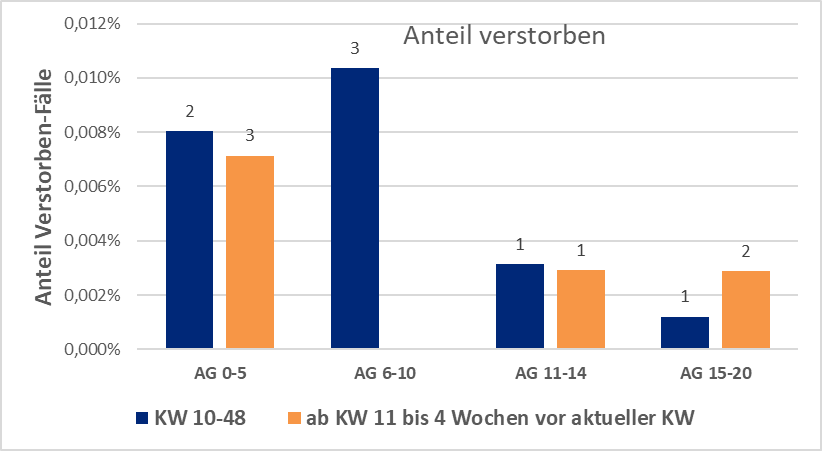 Anteil verstorben
Anteil Verstorben-Fälle
0,012%
0,010%
0,008%
0,006%
0,004%
0,002%
0,000%
2
3
3
1
1
1
2
AG 0-5
AG 6-10
AG 11-14
AG 15-20
KW 10-48
ab KW 11 bis 4 Wochen vor aktueller KW